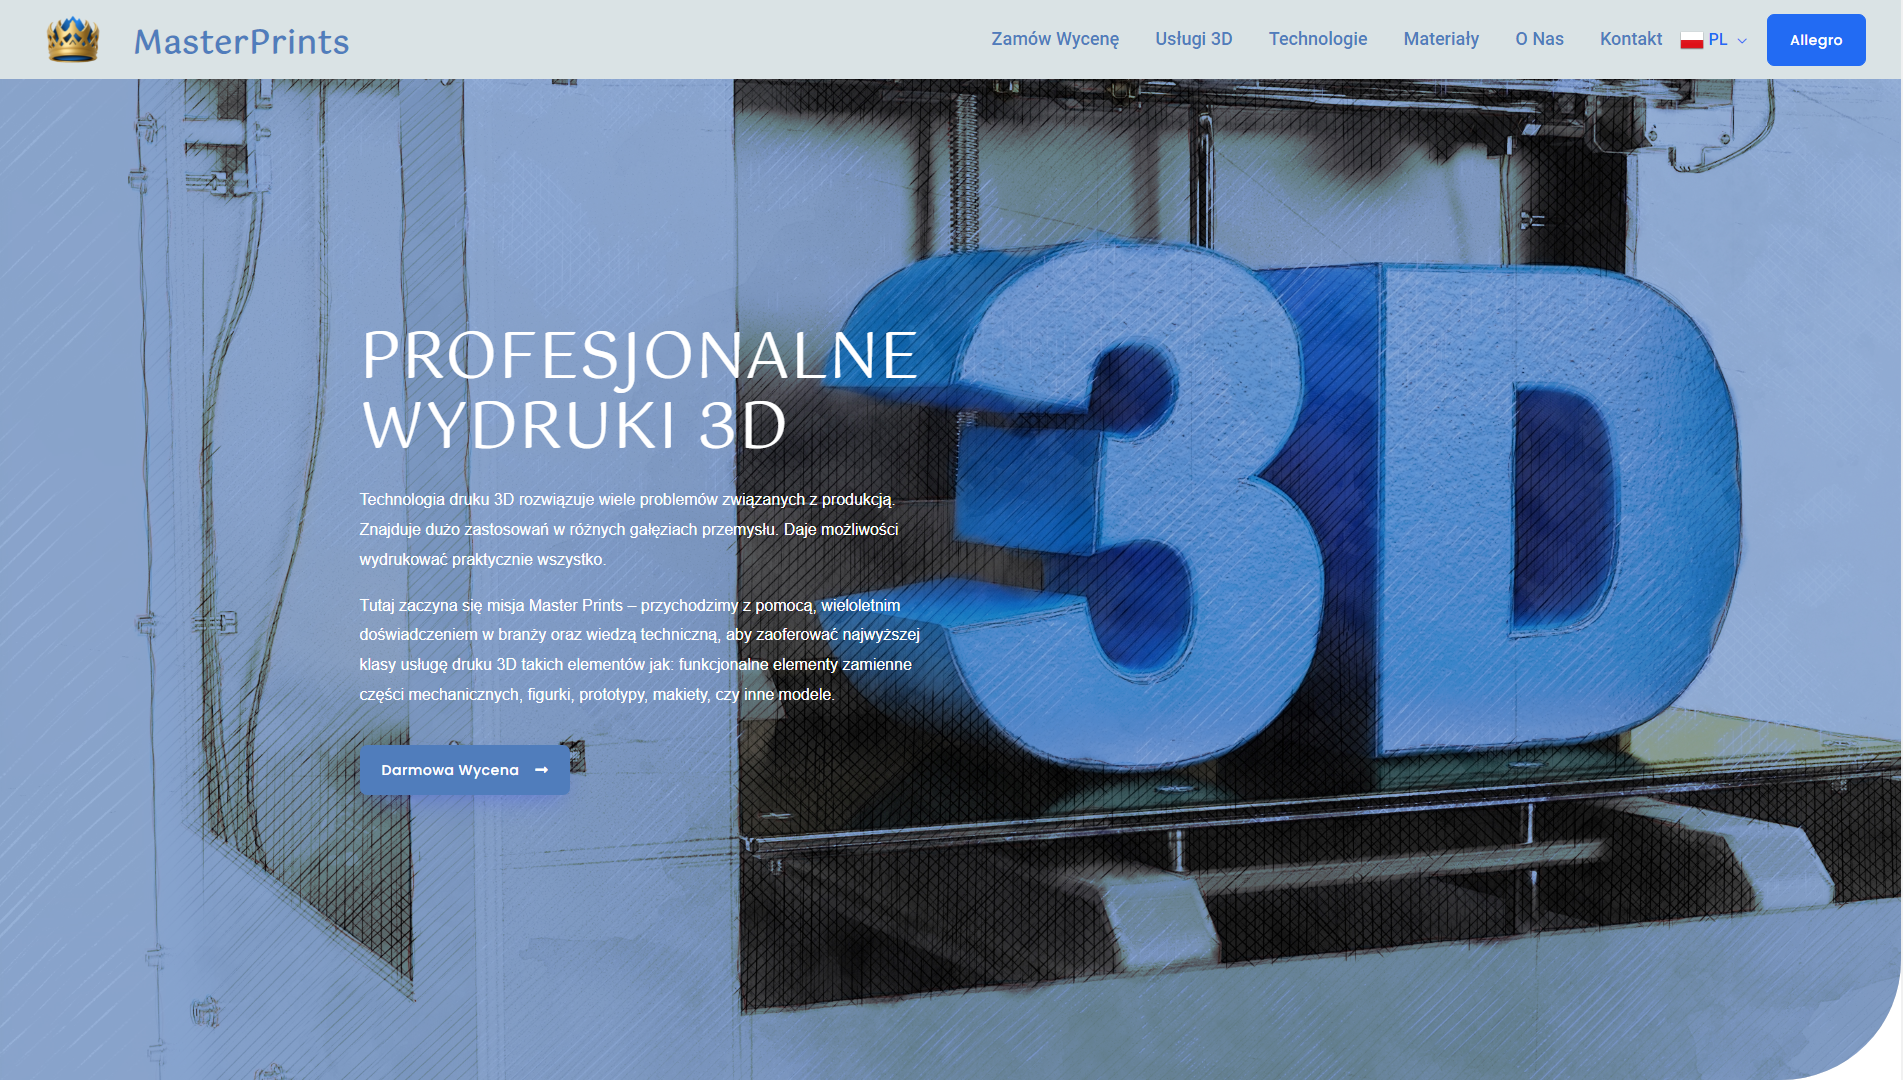 MasterPrints
Zamów Wycenę
Usługi 3D
Technologie
Materiały
O Nas
Kontakt
PL
Allegro
PROFESJONALNE
WYDRUKI 3D
Technologia druku 3D rozwiązuje wiele problemów związanych z produkcją.
Znajduje dużo zastosowań w różnych gałęziach przemysłu. Daje możliwości
wydrukować praktycznie wszystko.
Tutaj zaczyna się misja Master Prints – przychodzimy z pomocą, wieloletnim
doświadczeniem w branży oraz wiedzą techniczną, aby zaoferować najwyższej
klasy usługę druku 3D takich elementów jak: funkcjonalne elementy zamienne
części mechanicznych, figurki, prototypy, makiety, czy inne modele.
Darmowa Wycena
3D